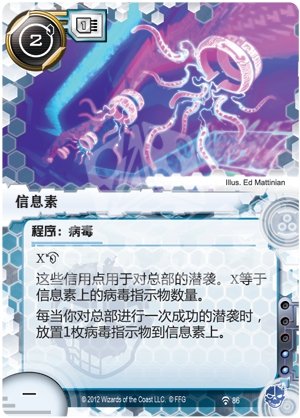 2
1
Illus. Ed Mattinian
信息素
程序：病毒
X
这些信用点用于对总部的潜袭。X等于
信息素上的病毒指示物数量。
每当你对总部进行一次成功的潜袭时，
放置1枚病毒指示物到信息素上。
—
© 2012 Wizards of the Coast LLC. © FFG
86